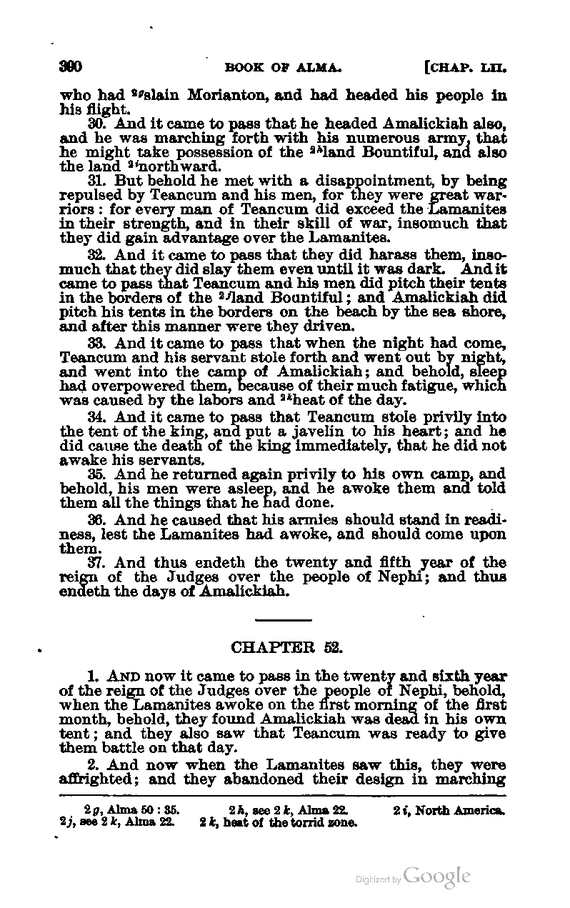 390 BOOK OF ALMA. [CHAP. LII.
who had ²ᵍslain Morianton, and had headed his people in
his flight.
30. And it came to pass that he headed Amalickiah also,
and he was marching forth with his numerous army, that
he might take possession of the ²ʰland Bountiful, and also
the land ²ⁱnorthward.
31. But behold he met with a disappointment, by being
repulsed by Teancum and his men, for they were great war-
riors: for every man of Teancum did exceed the Lamanites
in their strength, and in their skill of war, insomuch that
they did gain advantage over the Lamanites.
32. And it came to pass that they did harass them, inso-
much that they did slay them even until it was dark. And it
came to pass that Teancum and his men did pitch their tents
in the borders of the ²ʲland Bountiful; and Amalickiah did
pitch his tents in the borders on the beach by the sea shore,
and after this manner were they driven.
33. And it came to pass that when the night had come,
Teancum and his servant stole forth and went out by night,
and went into the camp of Amalickiah; and behold, sleep
had overpowered them, because of their much fatigue, which
was caused by the labors and ²ᵏheat of the day.
34. And it came to pass that Teancum stole privily into
the tent of the king, and put a javelin to his heart; and he
did cause the death of the king immediately, that he did not
awake his servants.
35. And he returned again privily to his own camp, and
behold, his men were asleep, and he awoke them and told
them all the things that he had done.
36. And he caused that his armies should stand in readi-
ness, lest the Lamanites had awoke, and should come upon
them.
37. And thus endeth the twenty and fifth year of the
reign of the Judges over the people of Nephi; and thus
endeth the days of Amalickiah.
CHAPTER 52.
1. AND now it came to pass in the twenty and sixth year
of the reign of the Judges over the people of Nephi, behold,
when the Lamanites awoke on the first morning of the first
month, behold, they found Amalickiah was dead in his own
tent; and they also saw that Teancum was ready to give
them battle on that day.
2. And now when the Lamanites saw this, they were
affrighted; and they abandoned their design in marching
2 g, Alma 50 : 35. 2 h, see 2 k, Alma 22. 2 i, North America.
2 j, see 2 k, Alma 22. 2 k, heat of the torrid zone.
Digitized by Google